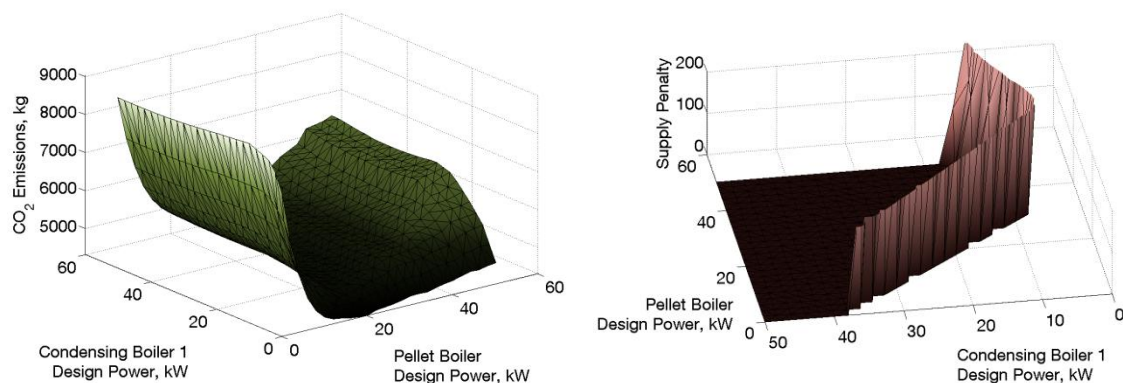 9000
8000
7000
6000
5000
CO2 Emissions, kg
60
40
20
0
Condensing Boiler 1
Design Power, kW
0
20
40
60
Pellet Boiler
Design Power, kW
200
100
0
Supply Penalty
60
40
20
0
Pellet Boiler
Design Power, kW
50
40
30
20
10
0
Condensing Boiler 1
Design Power, kW